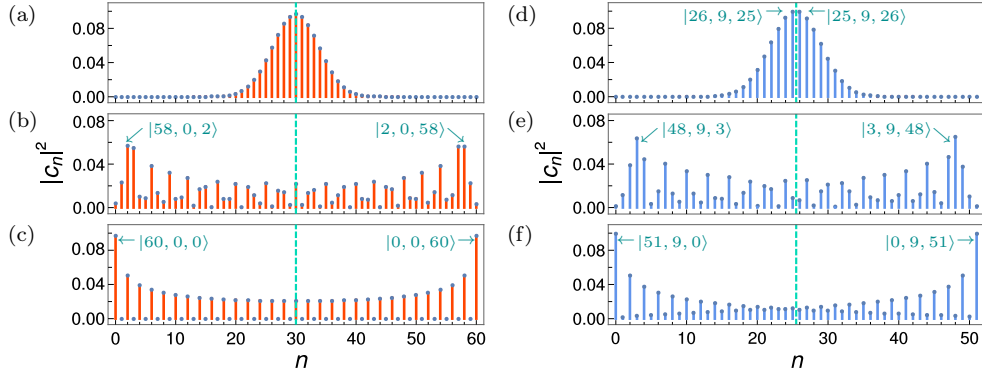 (a)
0.08
0.04
0.00
(b)
|58, 0, 2⟩
|2, 0, 58⟩
0.08
0.04
0.00
|c_n|^2
(c)
|60, 0, 0⟩
|0, 0, 60⟩
0.08
0.04
0.00
0 10 20 30 40 50 60
n
(d)
|26, 9, 25⟩
|25, 9, 26⟩
0.08
0.04
0.00
(e)
|48, 9, 3⟩
|3, 9, 48⟩
0.08
0.04
0.00
|c_n|^2
(f)
|51, 9, 0⟩
|0, 9, 51⟩
0.08
0.04
0.00
0 10 20 30 40 50
n